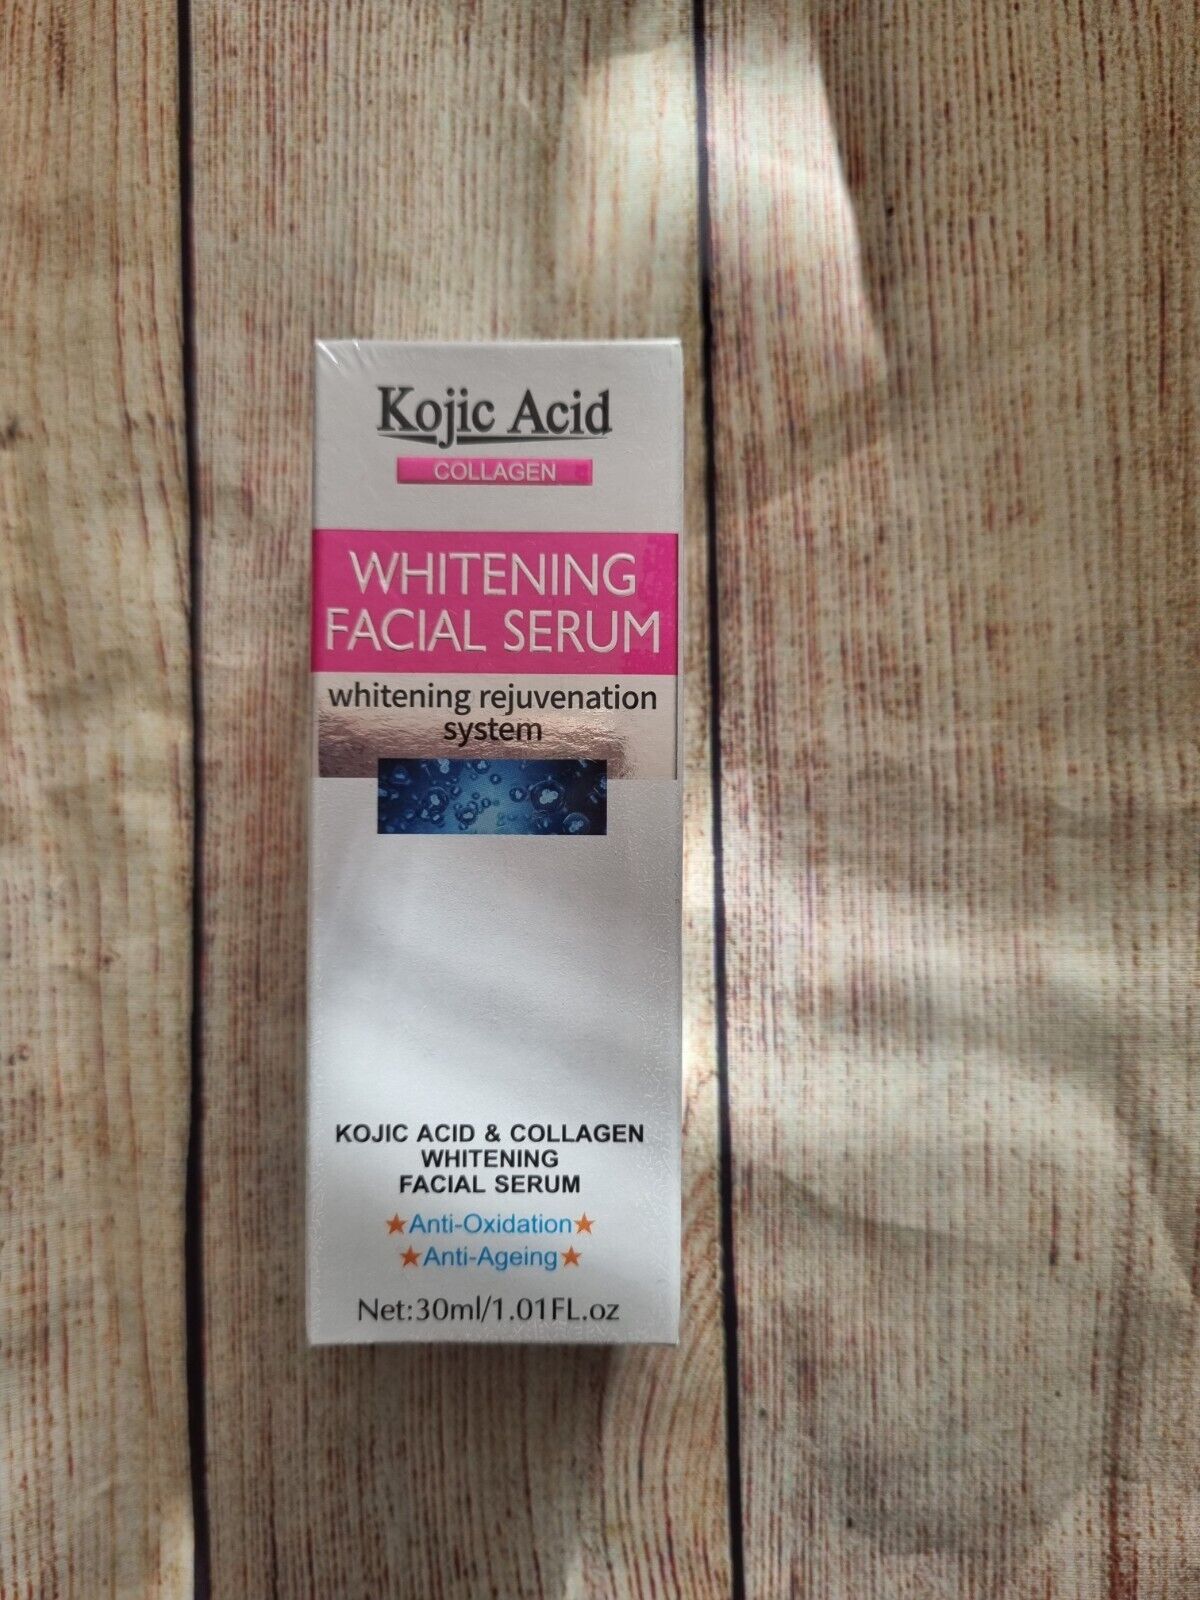 Kojic Acid
COLLAGEN
WHITENING
FACIAL SERUM
whitening rejuvenation
system
KOJIC ACID & COLLAGEN
WHITENING
FACIAL SERUM
★Anti-Oxidation★
★Anti-Ageing★
Net:30ml/1.01FL.oz